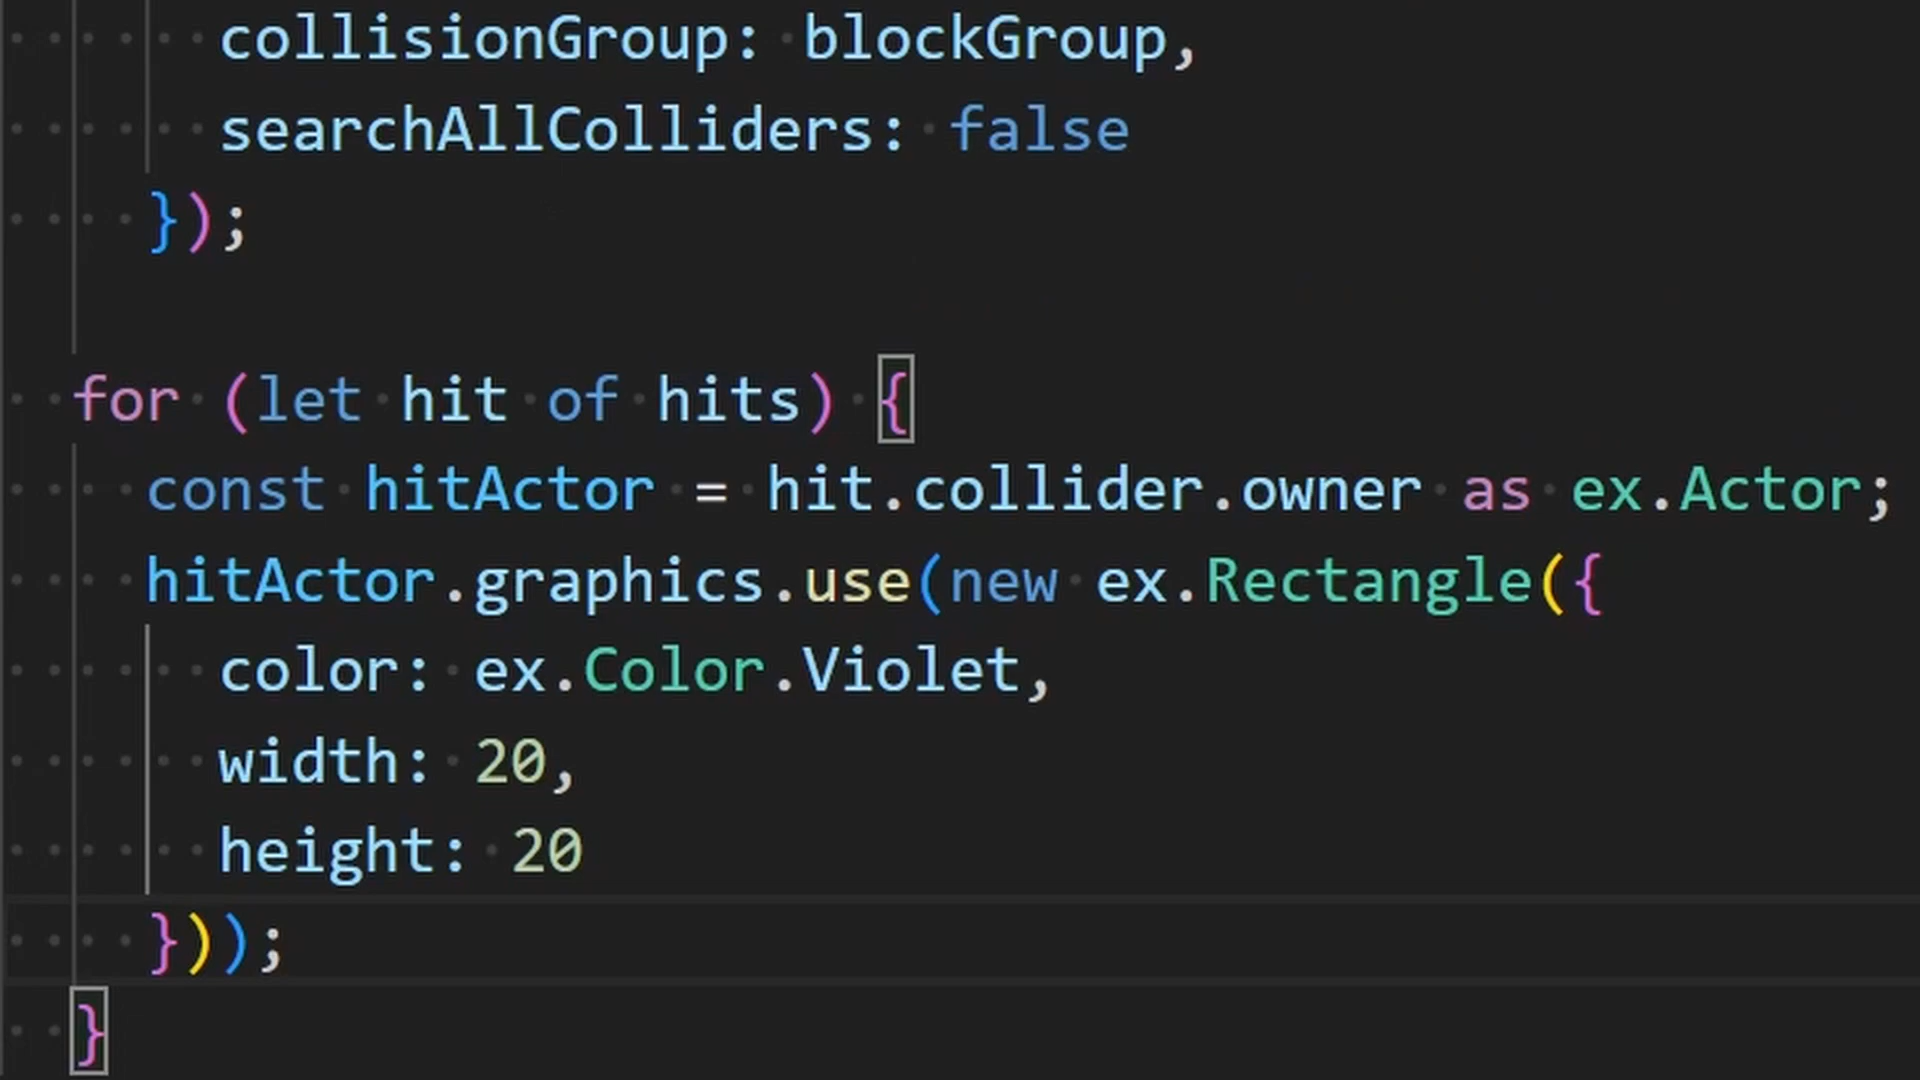 collisionGroup: blockGroup,
searchAllColliders: false
});
for (let hit of hits) {
const hitActor = hit.collider.owner as ex.Actor;
hitActor.graphics.use(new ex.Rectangle({
color: ex.Color.Violet,
width: 20,
height: 20
}));
}